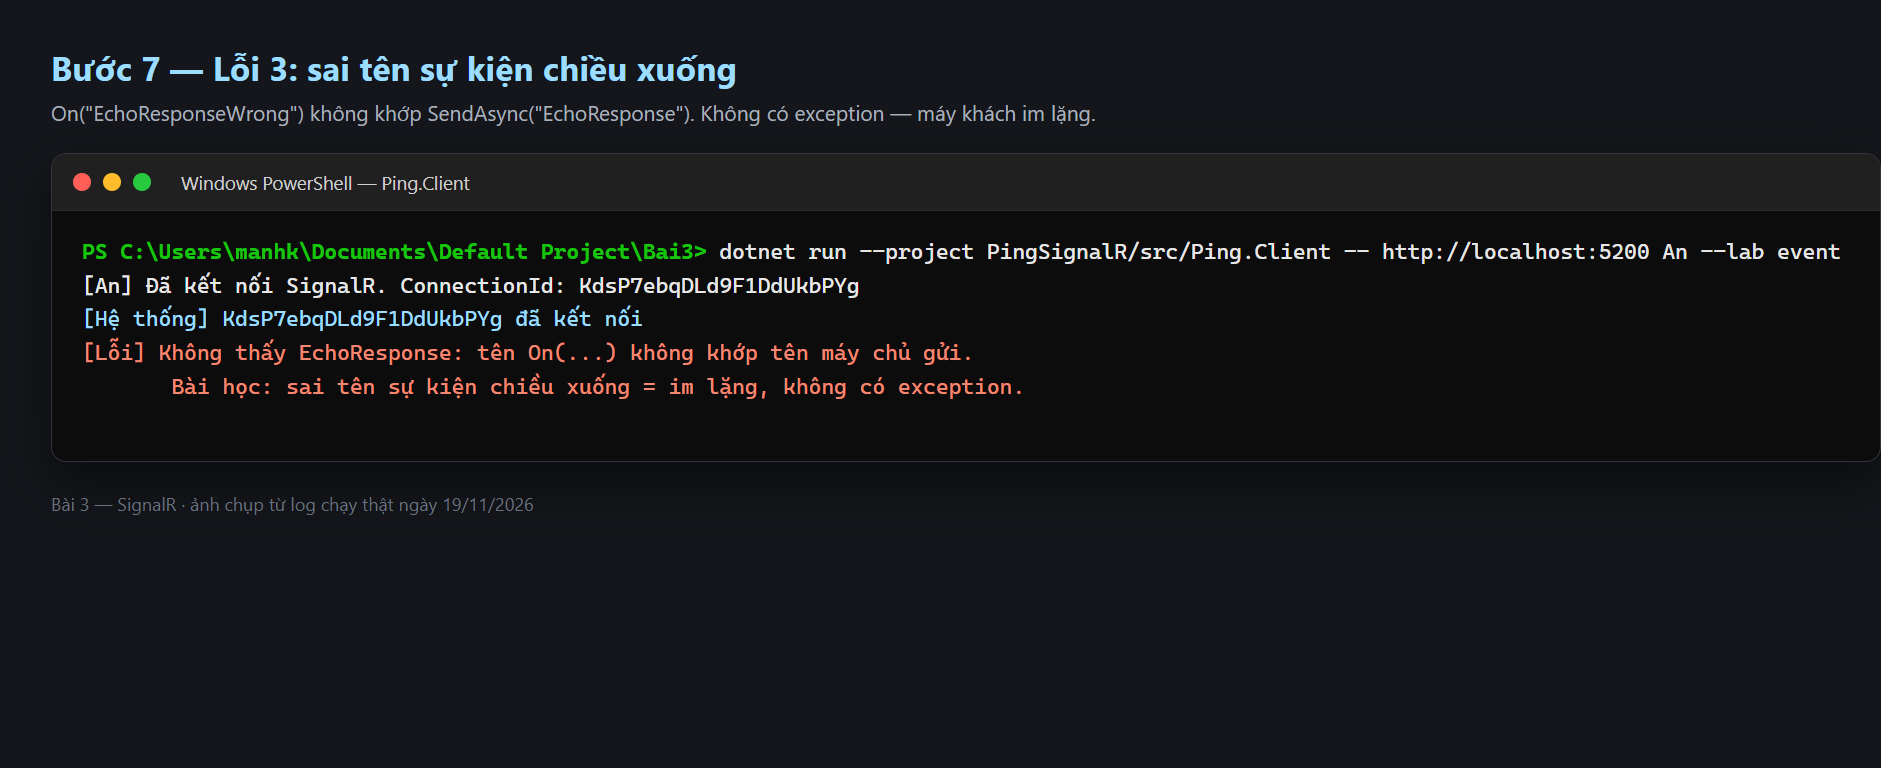 Bước 7 — Lỗi 3: sai tên sự kiện chiều xuống
On("EchoResponseWrong") không khớp SendAsync("EchoResponse"). Không có exception — máy khách im lặng.
Windows PowerShell — Ping.Client
PS C:\Users\manhk\Documents\Default Project\Bai3> dotnet run --project PingSignalR/src/Ping.Client -- http://localhost:5200 An --lab event
[An] Đã kết nối SignalR. ConnectionId: KdsP7ebqDLd9F1DdUkbPYg
[Hệ thống] KdsP7ebqDLd9F1DdUkbPYg đã kết nối
[Lỗi] Không thấy EchoResponse: tên On(...) không khớp tên máy chủ gửi.
Bài học: sai tên sự kiện chiều xuống = im lặng, không có exception.
Bài 3 — SignalR · ảnh chụp từ log chạy thật ngày 19/11/2026